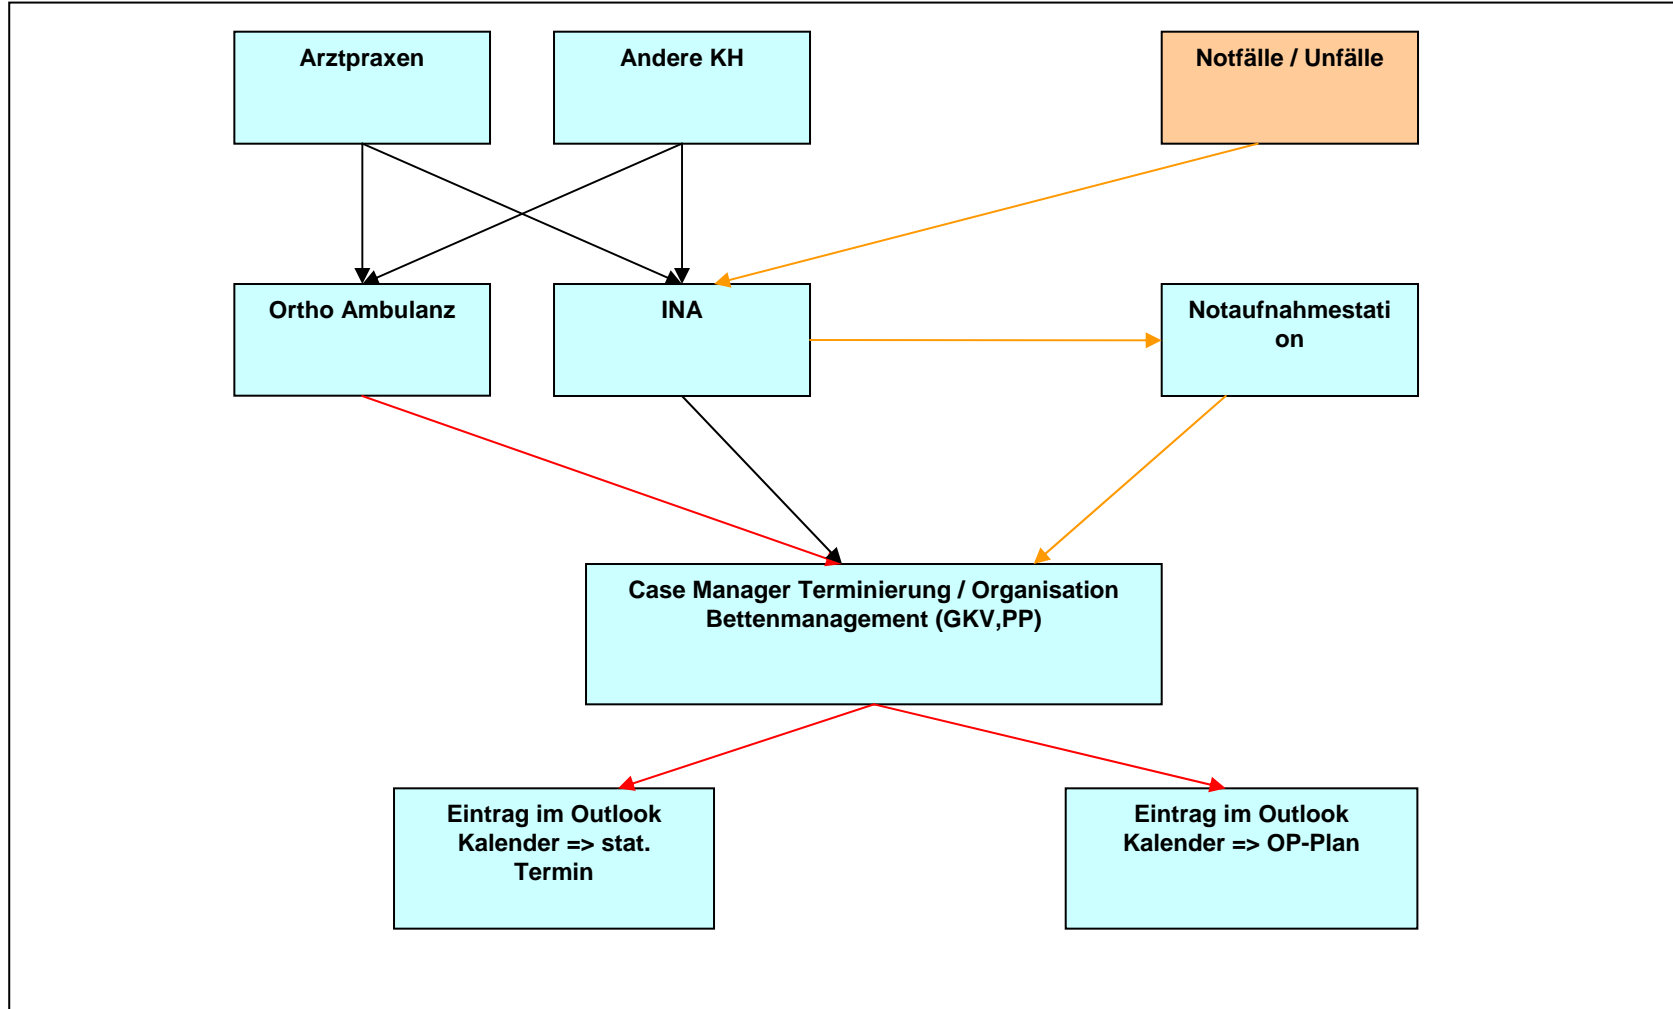 Arztpraxen
Andere KH
Notfälle / Unfälle
Ortho Ambulanz
INA
Notaufnahmestati
on
Case Manager Terminierung / Organisation
Bettenmanagement (GKV,PP)
Eintrag im Outlook
Kalender => stat.
Termin
Eintrag im Outlook
Kalender => OP-Plan